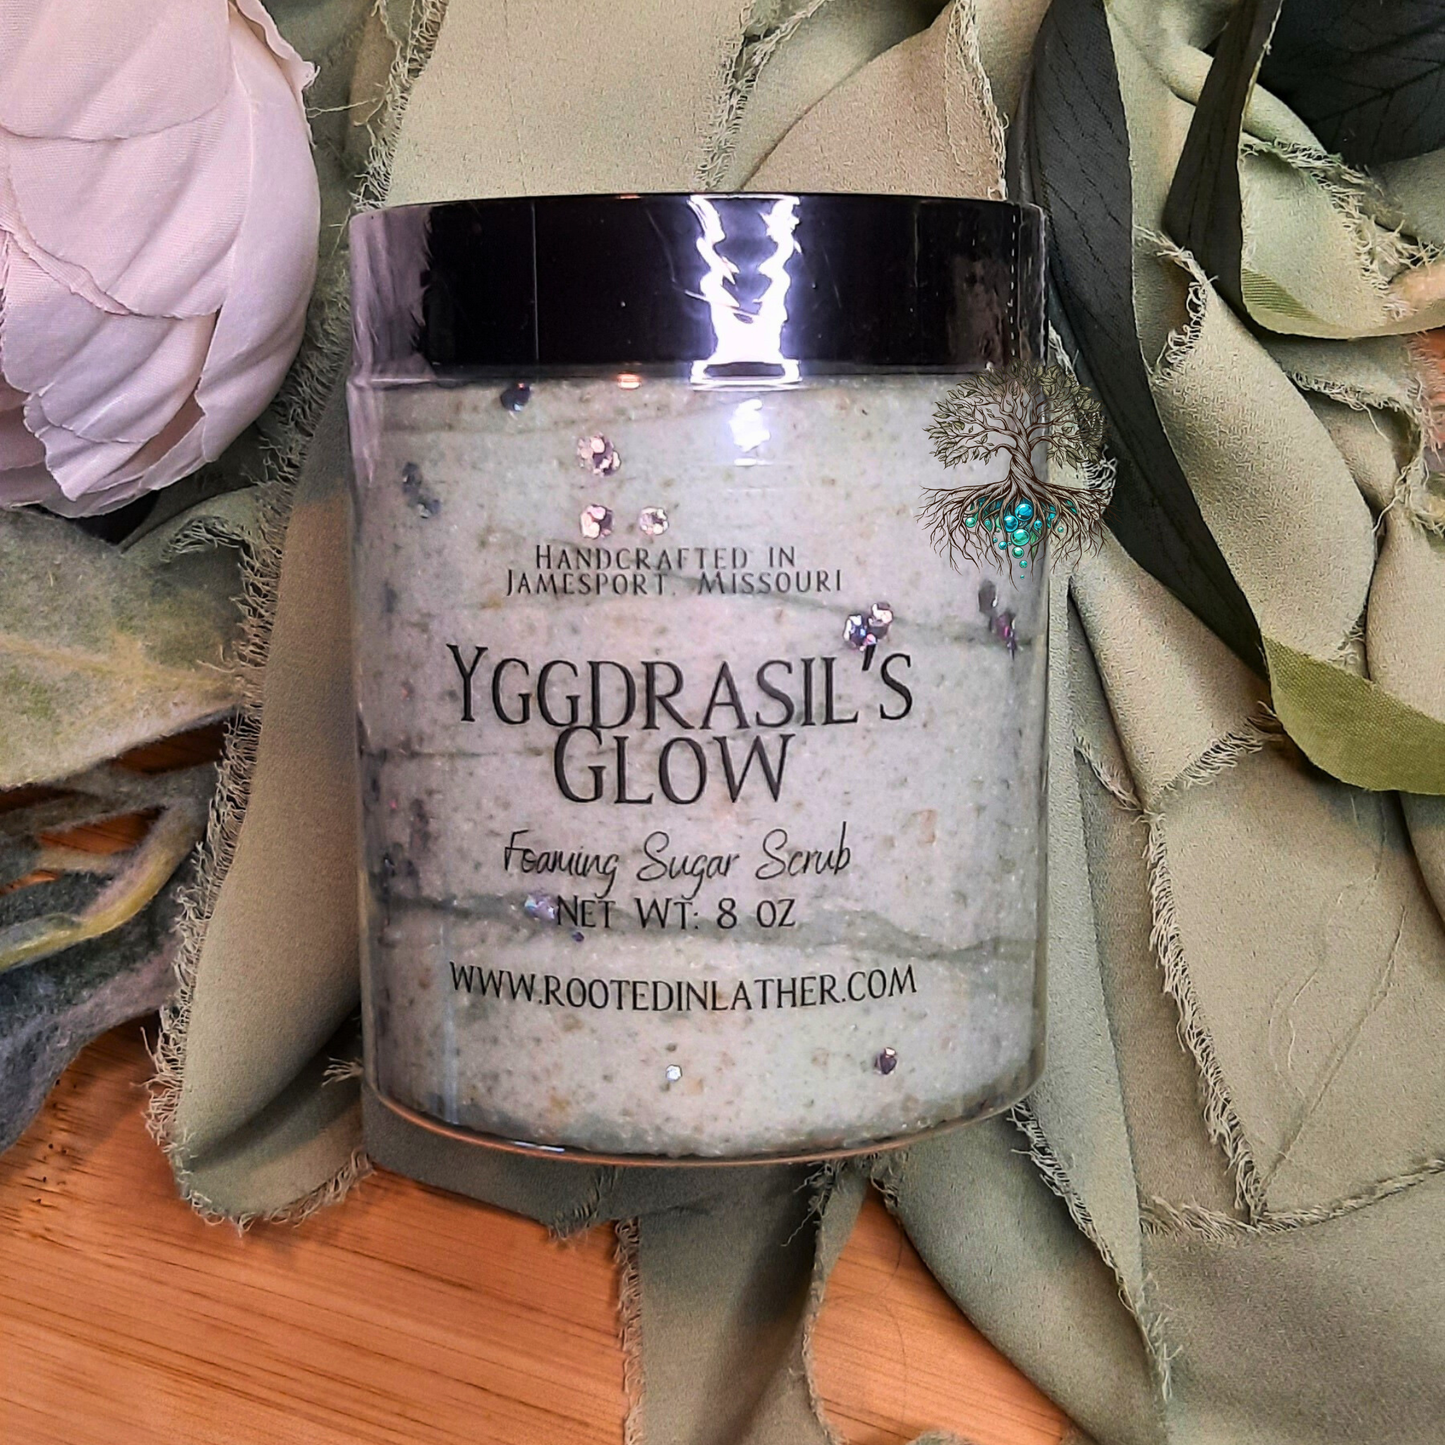 Handcrafted in
Jamesport, Missouri
Yggdrasil's
Glow
Foaming Sugar Scrub
Net Wt: 8 oz
www.rootedinlather.com